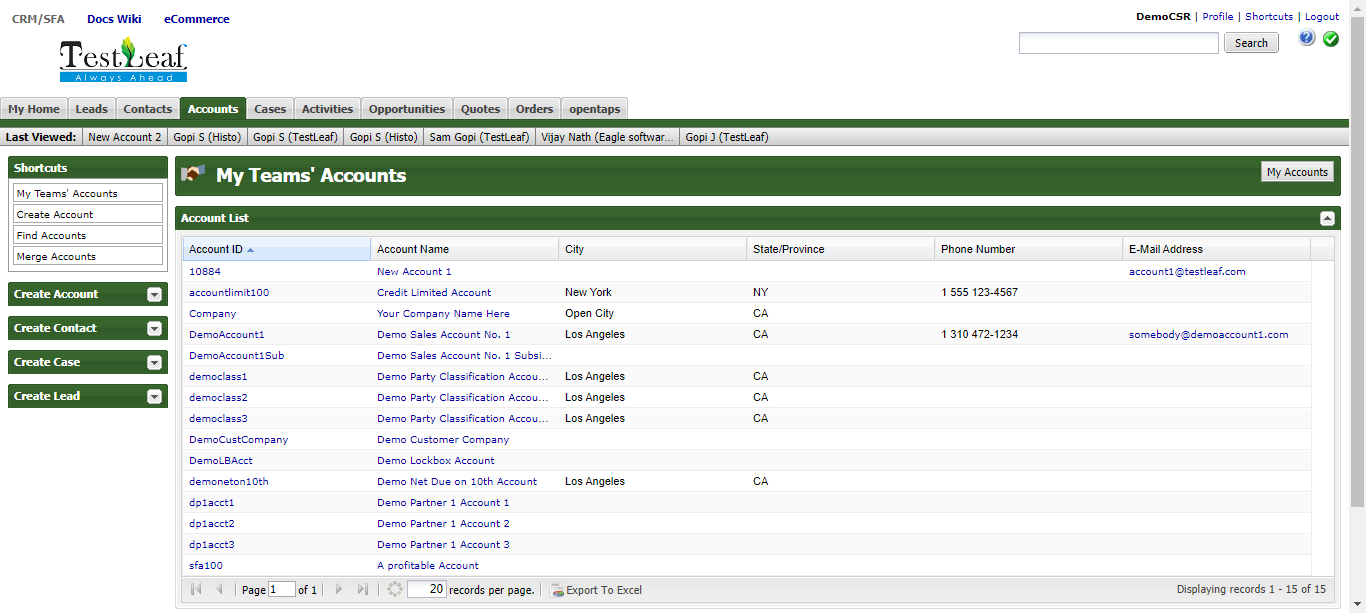 CRM/SFA Docs Wiki eCommerce
DemoCSR | Profile | Shortcuts | Logout
TestLeaf
Always Ahead
Search
My Home Leads Contacts Accounts Cases Activities Opportunities Quotes Orders opentaps
Last Viewed: New Account 2 Gopi S (Histo) Gopi S (TestLeaf) Gopi S (Histo) Sam Gopi (TestLeaf) Vijay Nath (Eagle softwar... Gopi J (TestLeaf)
Shortcuts
My Teams' Accounts
Create Account
Find Accounts
Merge Accounts
Create Account
Create Contact
Create Case
Create Lead
My Teams' Accounts
My Accounts
Account List
Account ID Account Name City State/Province Phone Number E-Mail Address
10884 New Account 1 account1@testleaf.com
accountlimit100 Credit Limited Account New York NY 1 555 123-4567
Company Your Company Name Here Open City CA
DemoAccount1 Demo Sales Account No. 1 Los Angeles CA 1 310 472-1234 somebody@demoaccount1.com
DemoAccount1Sub Demo Sales Account No. 1 Subsi...
democlass1 Demo Party Classification Accou... Los Angeles CA
democlass2 Demo Party Classification Accou... Los Angeles CA
democlass3 Demo Party Classification Accou... Los Angeles CA
DemoCustCompany Demo Customer Company
DemoLBAcct Demo Lockbox Account
demoneton10th Demo Net Due on 10th Account Los Angeles CA
dp1acct1 Demo Partner 1 Account 1
dp1acct2 Demo Partner 1 Account 2
dp1acct3 Demo Partner 1 Account 3
sfa100 A profitable Account
Page 1 of 1 20 records per page. Export To Excel Displaying records 1 - 15 of 15